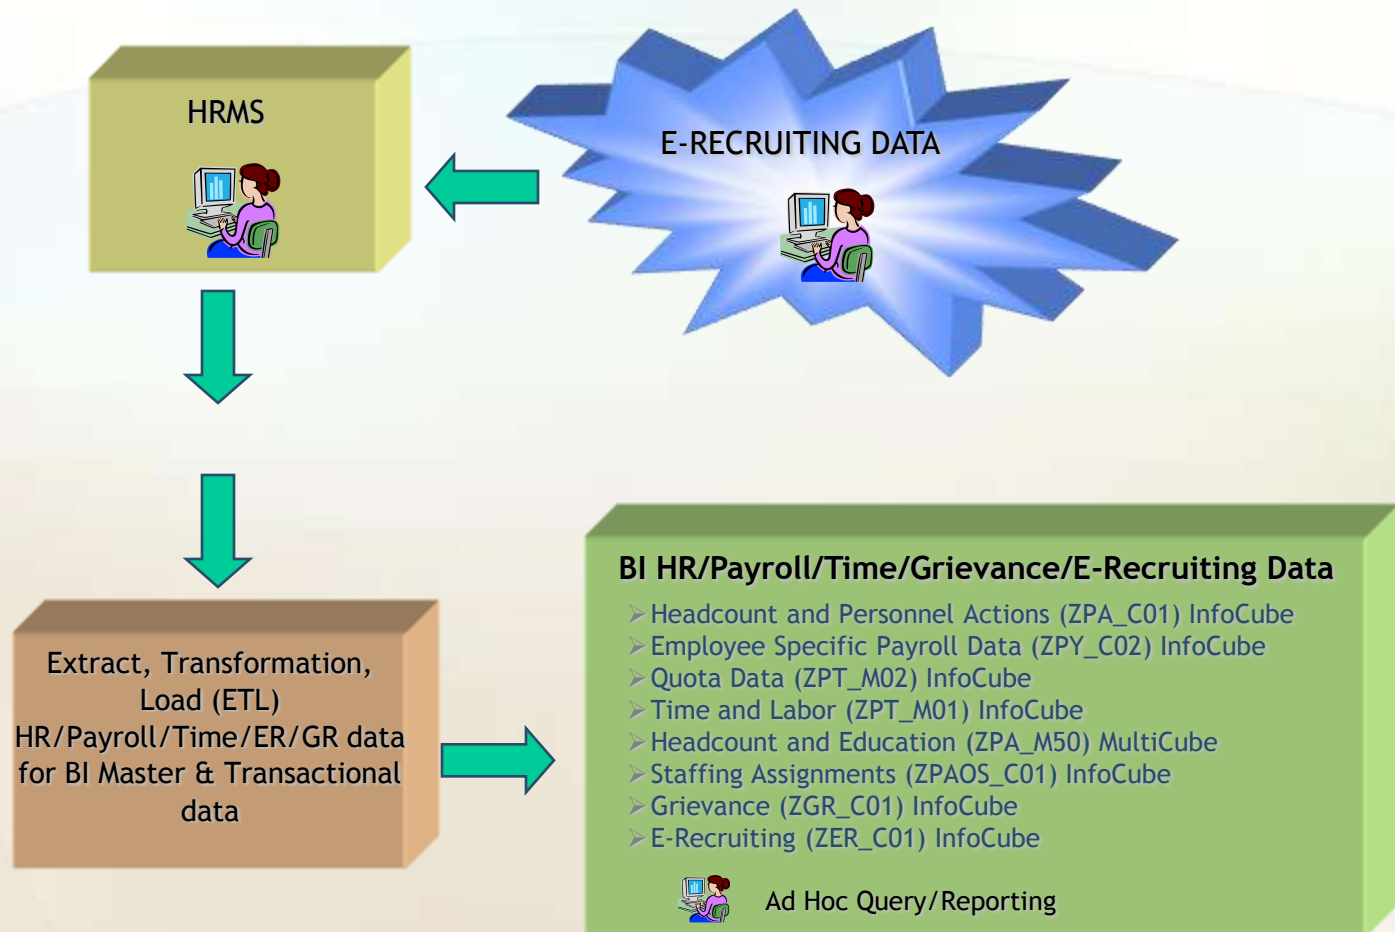 HRMS
E-RECRUITING DATA
Extract, Transformation,
Load (ETL)
HR/Payroll/Time/ER/GR data
for BI Master & Transactional
data
BI HR/Payroll/Time/Grievance/E-Recruiting Data
Headcount and Personnel Actions (ZPA_C01) InfoCube
Employee Specific Payroll Data (ZPY_C02) InfoCube
Quota Data (ZPT_M02) InfoCube
Time and Labor (ZPT_M01) InfoCube
Headcount and Education (ZPA_M50) MultiCube
Staffing Assignments (ZPAOS_C01) InfoCube
Grievance (ZGR_C01) InfoCube
E-Recruiting (ZER_C01) InfoCube
Ad Hoc Query/Reporting